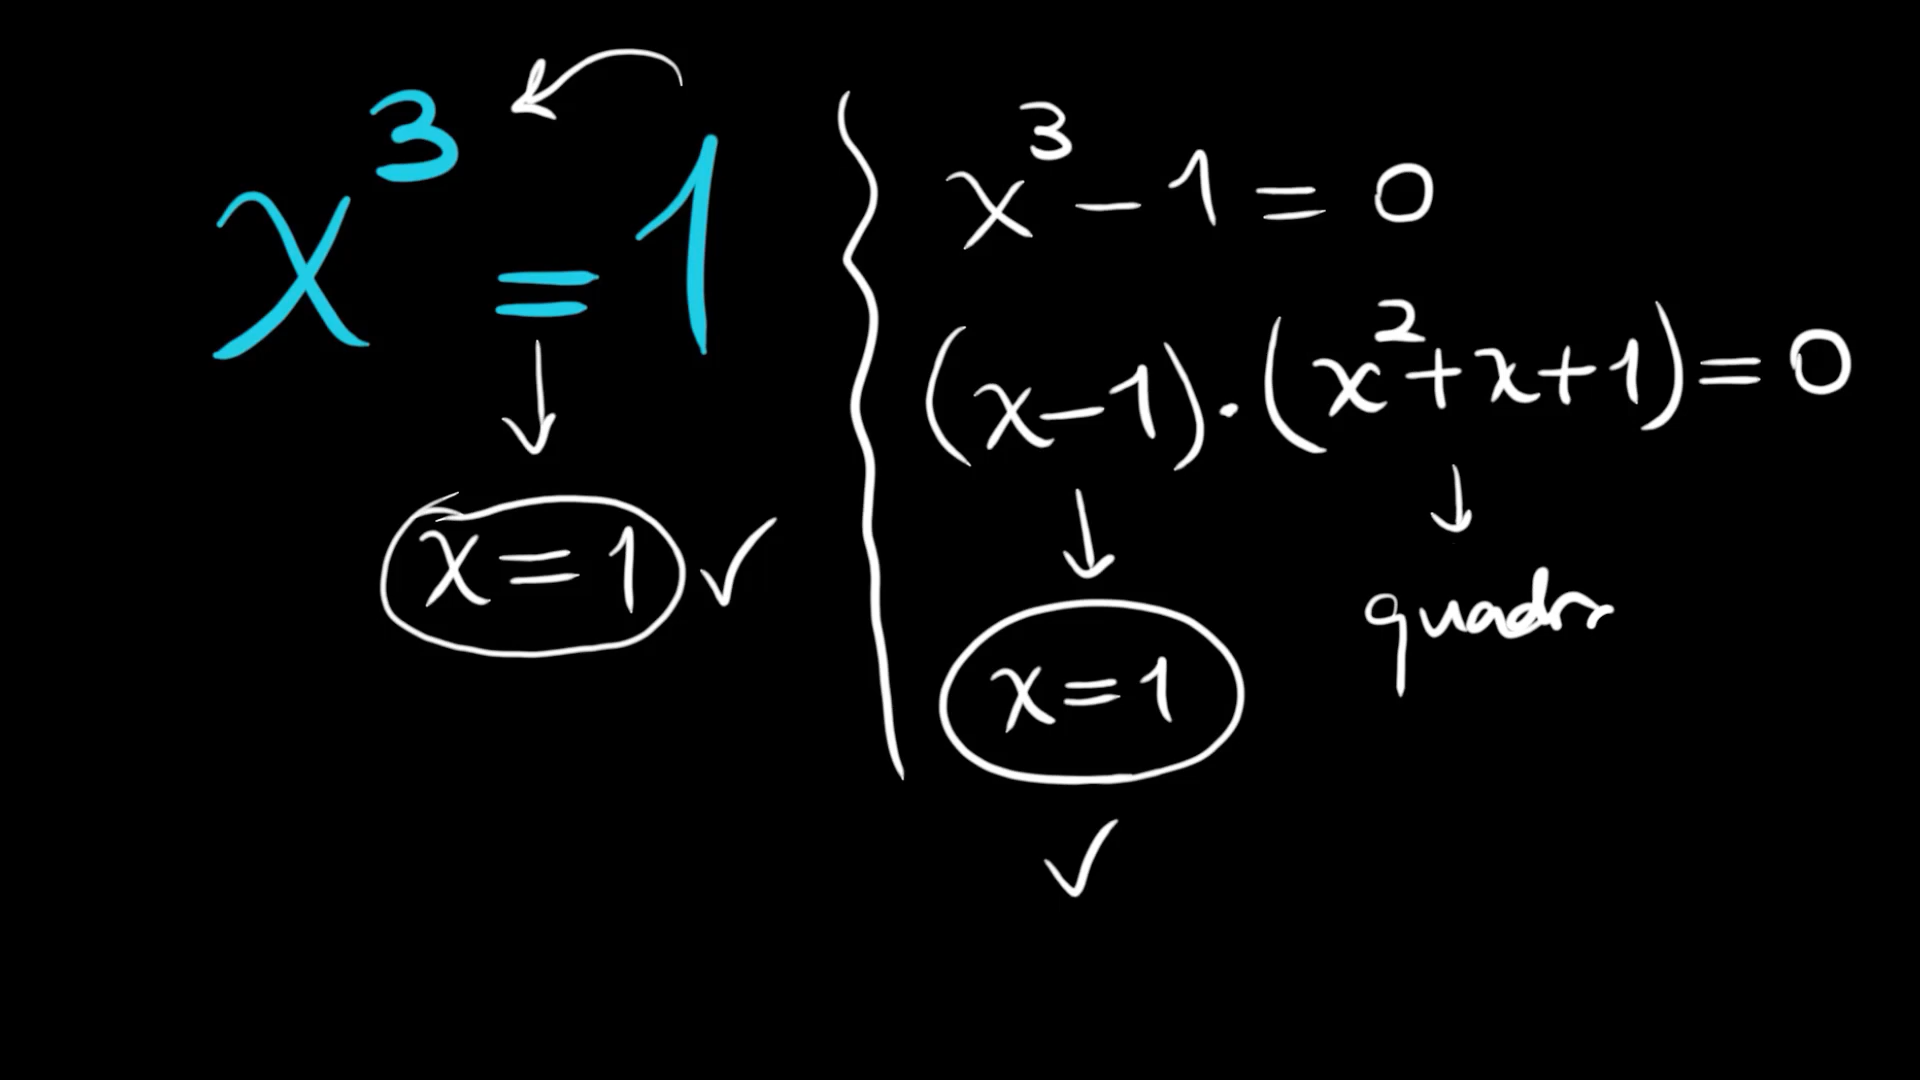 x³ = 1
x = 1 ✓
x³ - 1 = 0
(x-1) · (x²+x+1) = 0
quadr
x = 1
✓